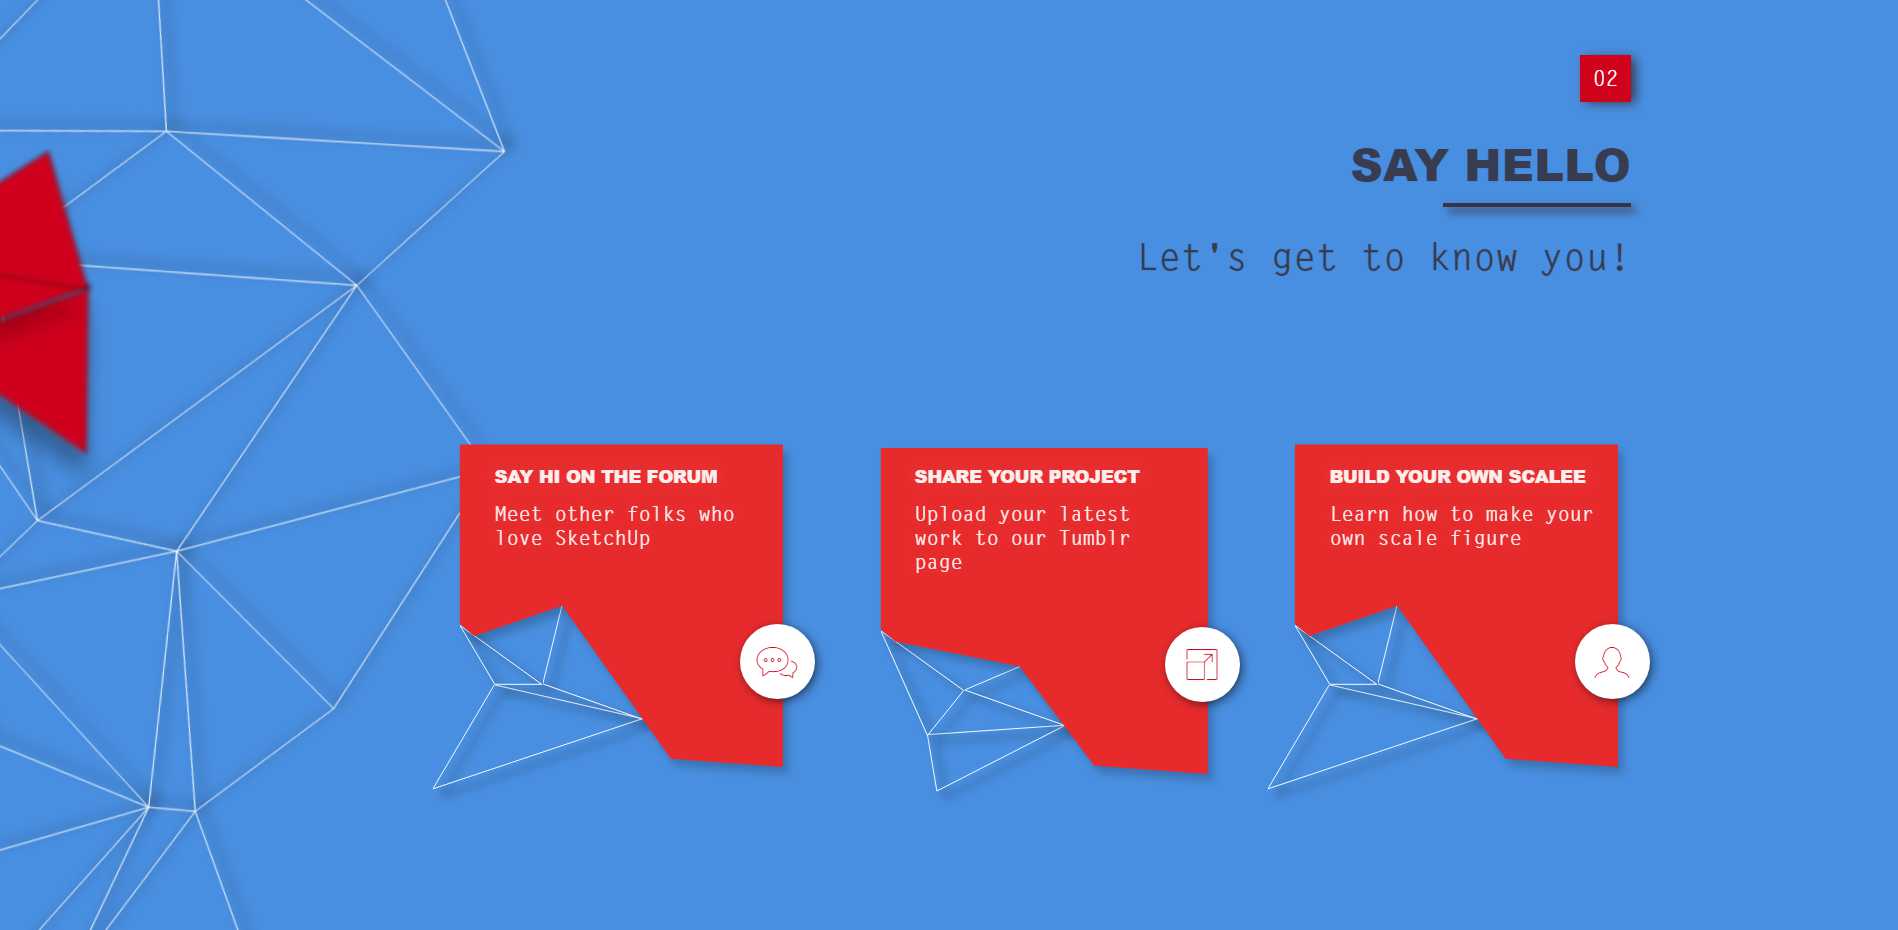 02
SAY HELLO
Let's get to know you!
SAY HI ON THE FORUM
Meet other folks who
love SketchUp
SHARE YOUR PROJECT
Upload your latest
work to our Tumblr
page
BUILD YOUR OWN SCALEE
Learn how to make your
own scale figure